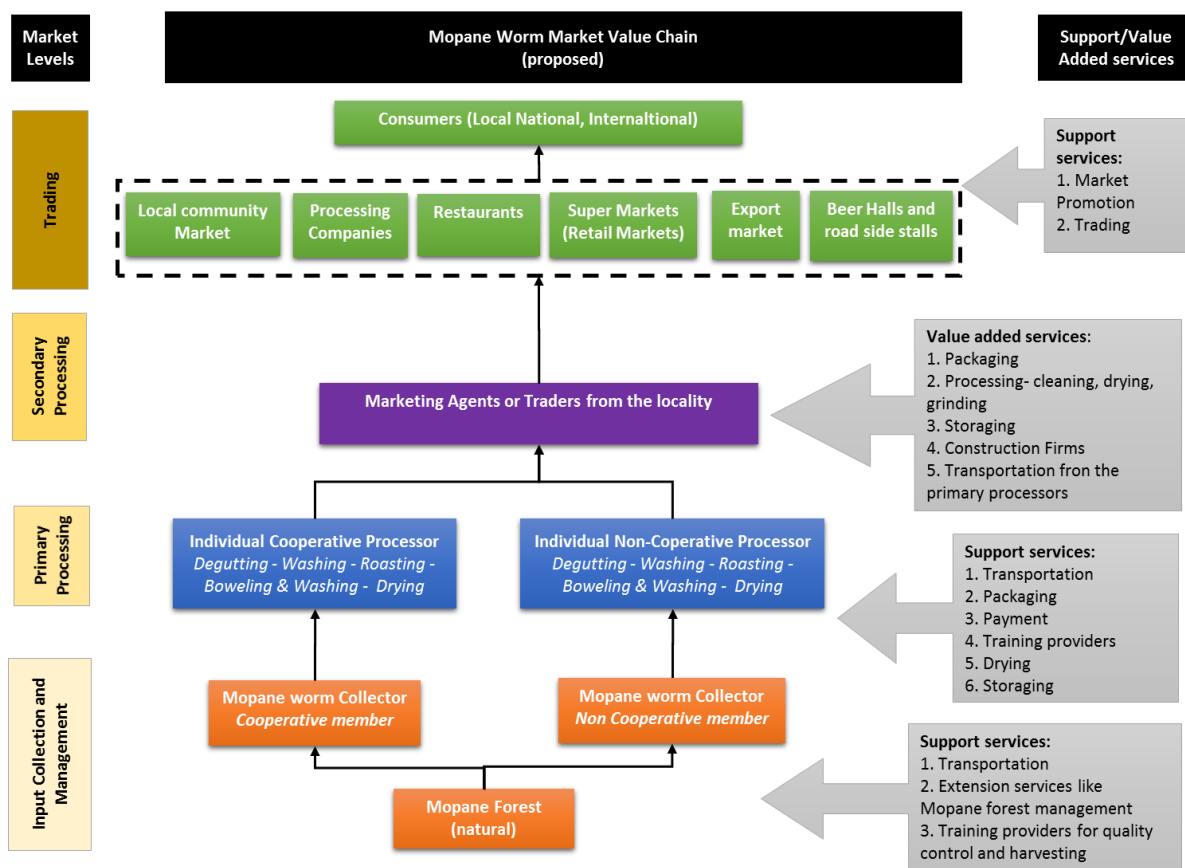 Market
Levels
Mopane Worm Market Value Chain
(proposed)
Support/Value
Added services
Trading
Consumers (Local National, Interntional)
Local community
Market
Processing
Companies
Restaurants
Super Markets
(Retail Markets)
Export
market
Beer Halls and
road side stalls
Support
services:
1. Market
Promotion
2. Trading
Secondary
Processing
Marketing Agents or Traders from the locality
Value added services:
1. Packaging
2. Processing- cleaning, drying,
grinding
3. Storaging
4. Construction Firms
5. Transportation fron the
primary processors
Primary
Processing
Individual Cooperative Processor
Degutting - Washing - Roasting -
Boweling & Washing - Drying
Individual Non-Coperative Processor
Degutting - Washing - Roasting -
Boweling & Washing - Drying
Support services:
1. Transportation
2. Packaging
3. Payment
4. Training providers
5. Drying
6. Storaging
Input Collection and
Management
Mopane worm Collector
Cooperative member
Mopane worm Collector
Non Cooperative member
Mopane Forest
(natural)
Support services:
1. Transportation
2. Extension services like
Mopane forest management
3. Training providers for quality
control and harvesting